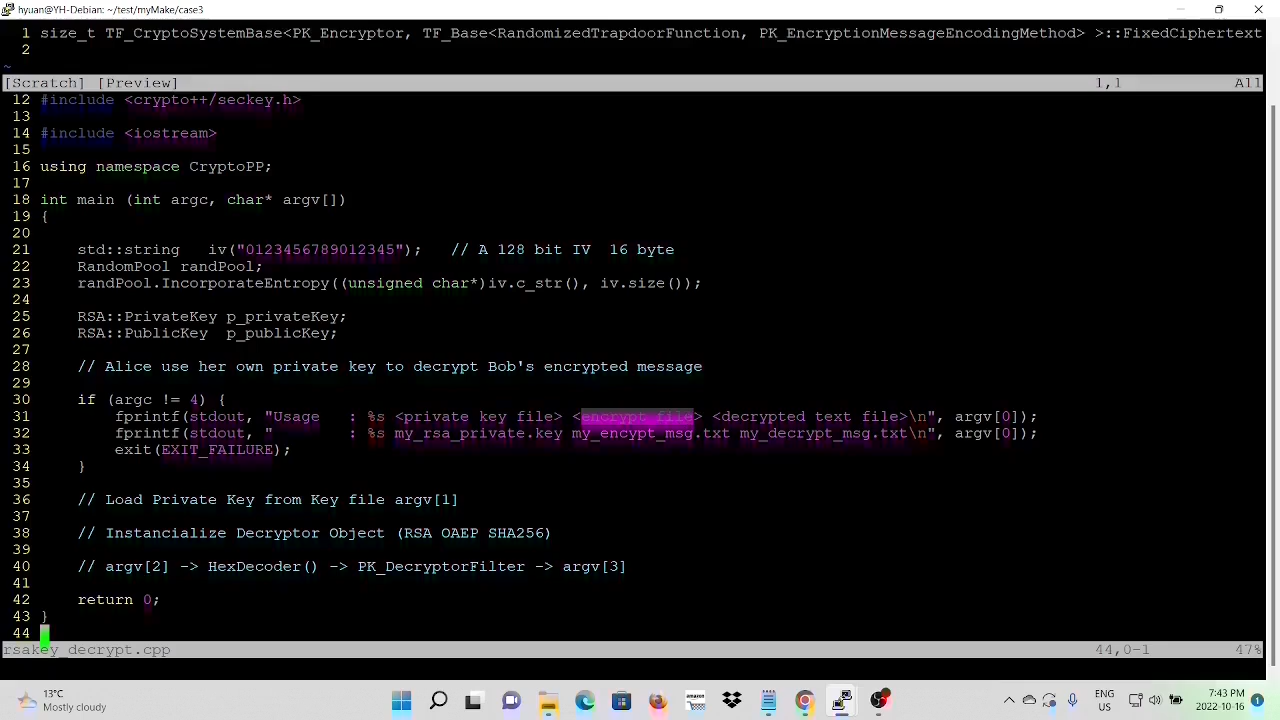 hyuan@YH-Debian: ~/test/myMake/case3
1 size_t TF_CryptoSystemBase<PK_Encryptor, TF_Base<RandomizedTrapdoorFunction, PK_EncryptionMessageEncodingMethod> >::FixedCiphertext
2
~
[Scratch] [Preview] 1,1 All
12 #include <crypto++/seckey.h>
13
14 #include <iostream>
15
16 using namespace CryptoPP;
17
18 int main (int argc, char* argv[])
19 {
20
21     std::string   iv("0123456789012345");   // A 128 bit IV  16 byte
22     RandomPool randPool;
23     randPool.IncorporateEntropy((unsigned char*)iv.c_str(), iv.size());
24
25     RSA::PrivateKey p_privateKey;
26     RSA::PublicKey  p_publicKey;
27
28     // Alice use her own private key to decrypt Bob's encrypted message
29
30     if (argc != 4) {
31         fprintf(stdout, "Usage   : %s <private key file> <encrypt file> <decrypted text file>\n", argv[0]);
32         fprintf(stdout, "        : %s my_rsa_private.key my_encypt_msg.txt my_decrypt_msg.txt\n", argv[0]);
33         exit(EXIT_FAILURE);
34     }
35
36     // Load Private Key from Key file argv[1]
37
38     // Instancialize Decryptor Object (RSA OAEP SHA256)
39
40     // argv[2] -> HexDecoder() -> PK_DecryptorFilter -> argv[3]
41
42     return 0;
43 }
44
rsakey_decrypt.cpp 44,0-1 47%
13°C
Mostly cloudy
amazon
ENG
US
7:43 PM
2022-10-16
1